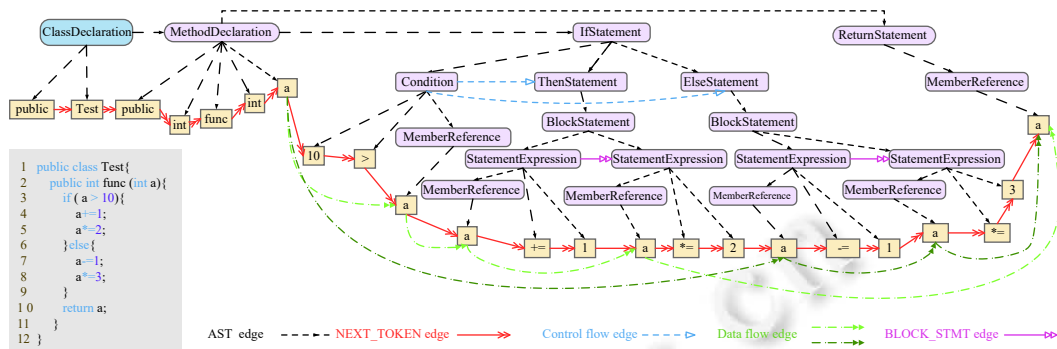 ClassDeclaration MethodDeclaration IfStatement ReturnStatement
Condition ThenStatement ElseStatement MemberReference
public Test public int func int a
MemberReference BlockStatement BlockStatement a
10 > StatementExpression StatementExpression StatementExpression StatementExpression
MemberReference MemberReference MemberReference MemberReference 3
a
a += 1 a *= 2 a -= 1 a *=
1 public class Test{
2 public int func (int a){
3 if ( a > 10){
4 a+=1;
5 a*=2;
6 }else{
7 a-=1;
8 a*=3;
9 }
1 0 return a;
11 }
12 }
AST edge NEXT_TOKEN edge Control flow edge Data flow edge BLOCK_STMT edge